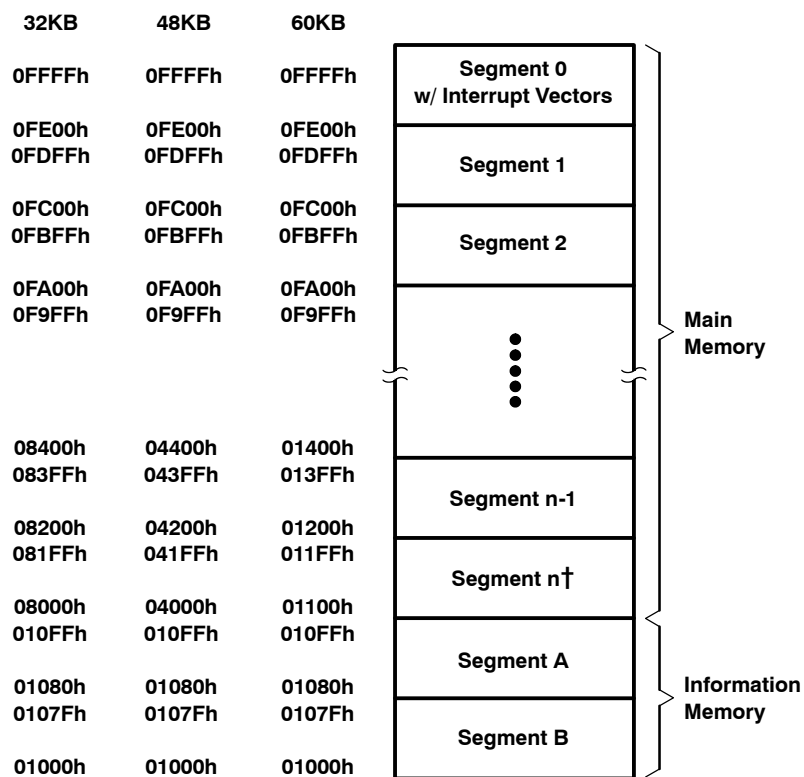 32KB 48KB 60KB
0FFFFh 0FFFFh 0FFFFh
Segment 0
w/ Interrupt Vectors
0FE00h 0FE00h 0FE00h
0FDFFh 0FDFFh 0FDFFh
Segment 1
0FC00h 0FC00h 0FC00h
0FBFFh 0FBFFh 0FBFFh
Segment 2
0FA00h 0FA00h 0FA00h
0F9FFh 0F9FFh 0F9FFh
Main
Memory
08400h 04400h 01400h
083FFh 043FFh 013FFh
Segment n-1
08200h 04200h 01200h
081FFh 041FFh 011FFh
Segment n†
08000h 04000h 01100h
010FFh 010FFh 010FFh
Segment A
01080h 01080h 01080h
0107Fh 0107Fh 0107Fh
Information
Memory
Segment B
01000h 01000h 01000h